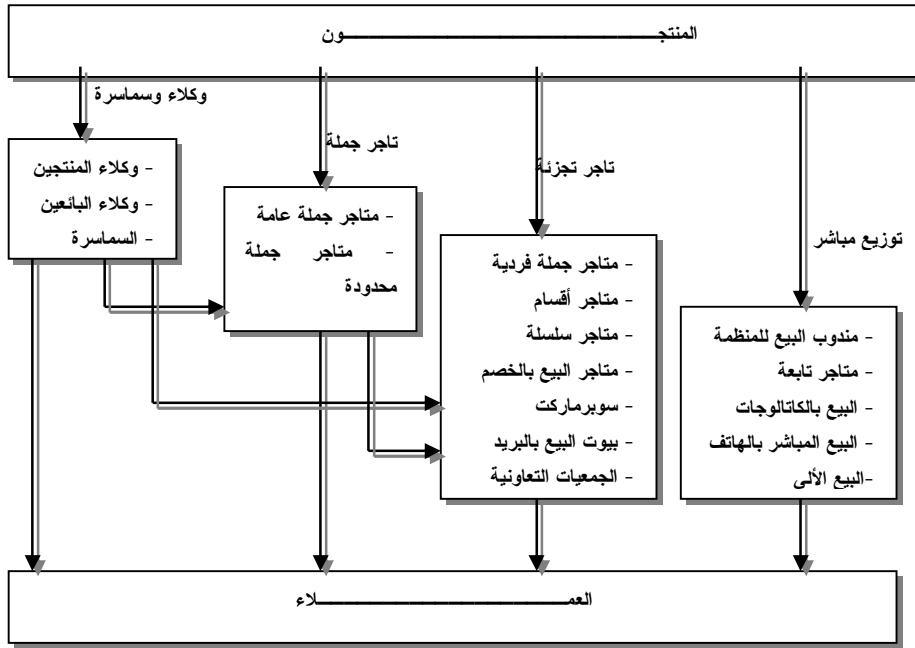 المنتجـــــــــــــــــــــــــــــــــــــــــون
وكلاء وسماسرة
تاجر جملة
تاجر تجزئة
توزيع مباشر
- وكلاء المنتجين
- وكلاء البائعين
- السماسرة
- متاجر جملة عامة
- متاجر جملة
محدودة
- متاجر جملة فردية
- متاجر أقسام
- متاجر سلسلة
- متاجر البيع بالخصم
- سوبرماركت
- بيوت البيع بالبريد
- الجمعيات التعاونية
- مندوب البيع للمنظمة
- متاجر تابعة
- البيع بالكاتالوجات
- البيع المباشر بالهاتف
-البيع الألى
العمــــــــــــــــــــــــــــــــــــلاء